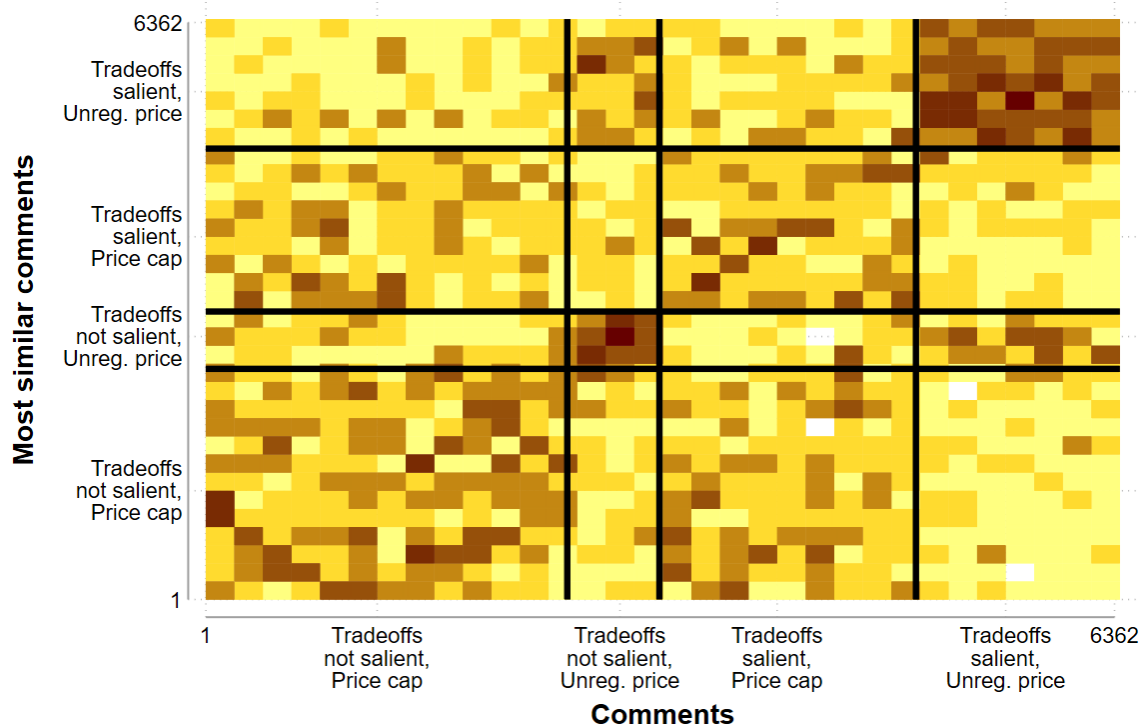 6362
Tradeoffs
salient,
Unreg. price
Tradeoffs
salient,
Price cap
Tradeoffs
not salient,
Unreg. price
Tradeoffs
not salient,
Price cap
1
Most similar comments
1
Tradeoffs
not salient,
Price cap
Tradeoffs
not salient,
Unreg. price
Tradeoffs
salient,
Price cap
Tradeoffs
salient,
Unreg. price
6362
Comments